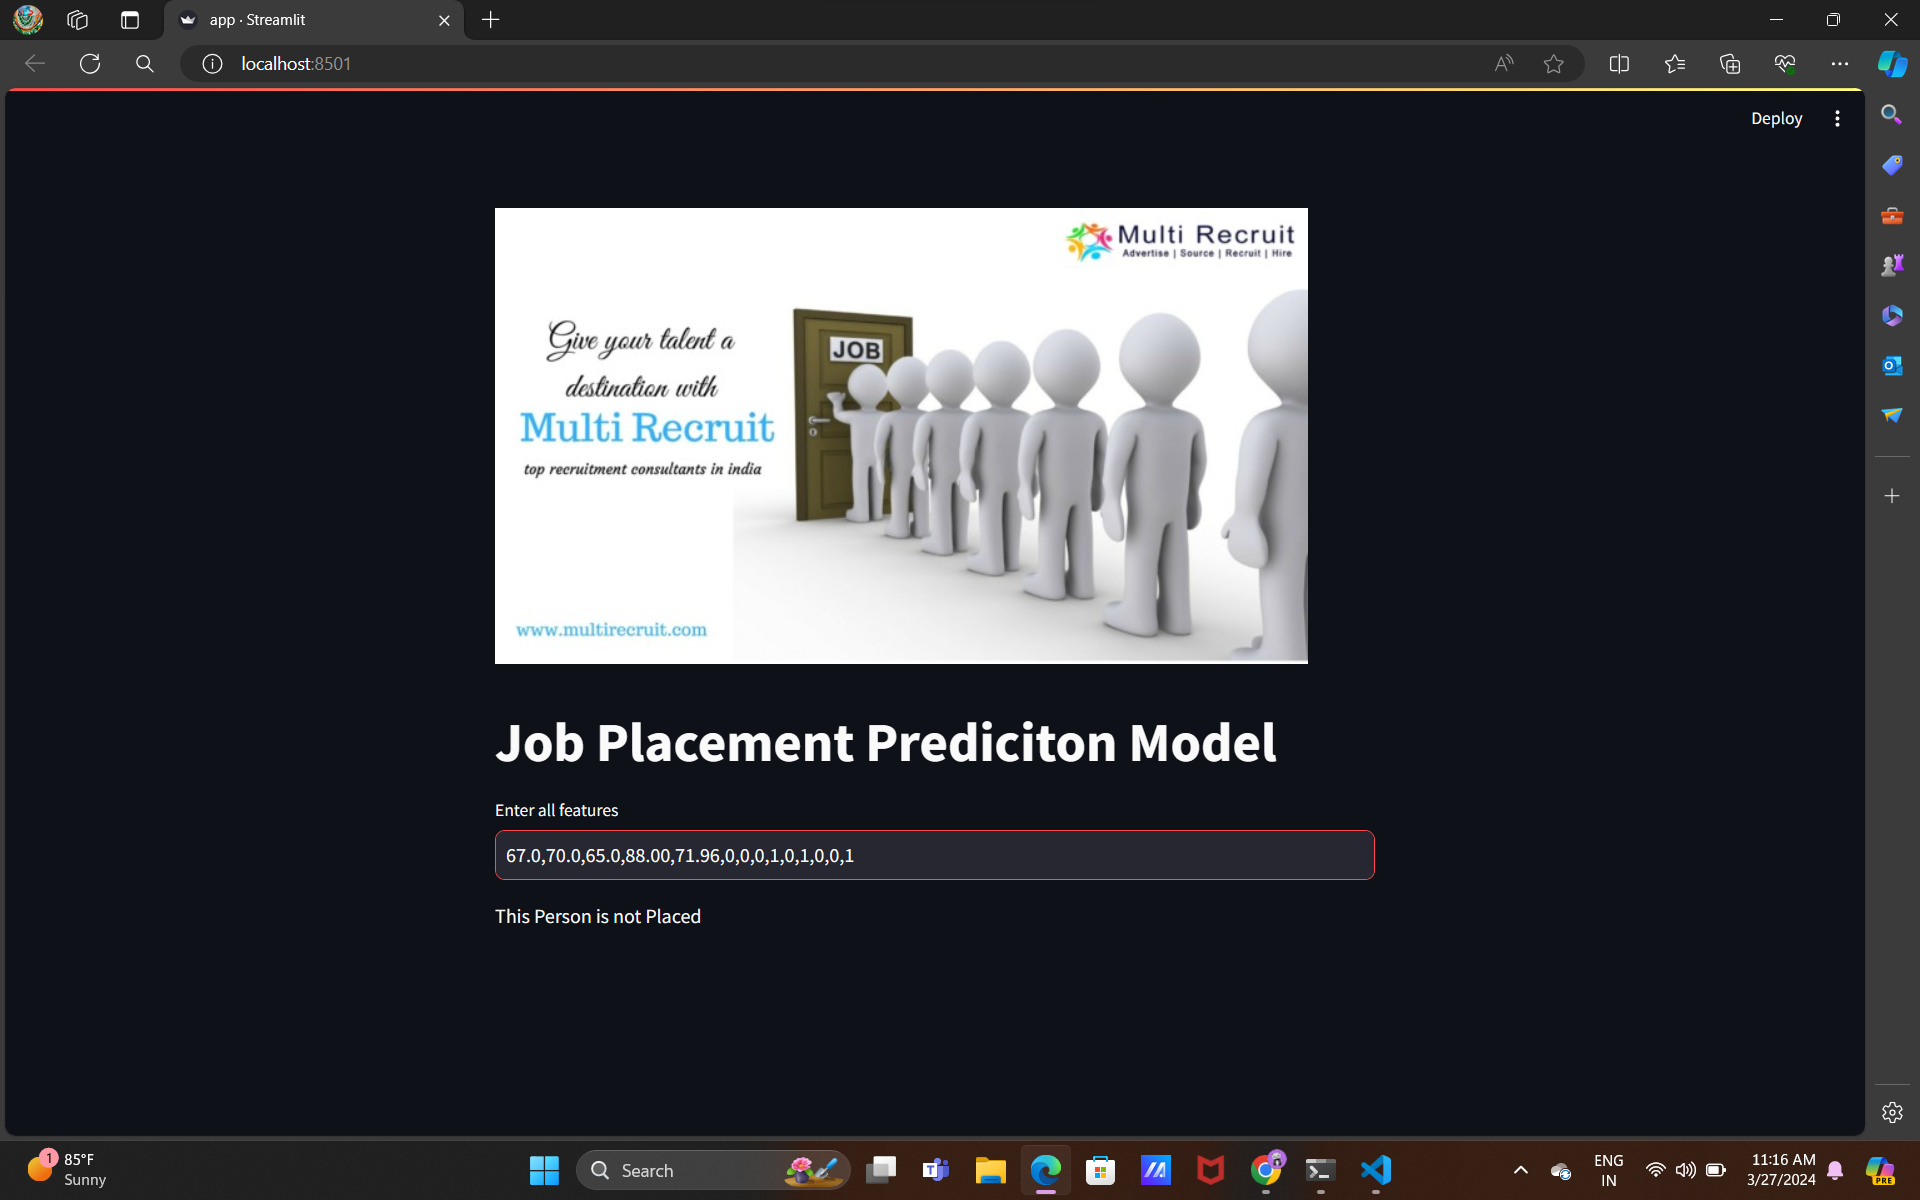 app · Streamlit
localhost:8501
Deploy
Multi Recruit
Advertise | Source | Recruit | Hire
Give your talent a
destination with
Multi Recruit
top recruitment consultants in india
JOB
www.multirecruit.com
Job Placement Prediciton Model
Enter all features
67.0,70.0,65.0,88.00,71.96,0,0,0,1,0,1,0,0,1
This Person is not Placed
1
85°F
Sunny
Search
ENG
IN
11:16 AM
3/27/2024
PRE